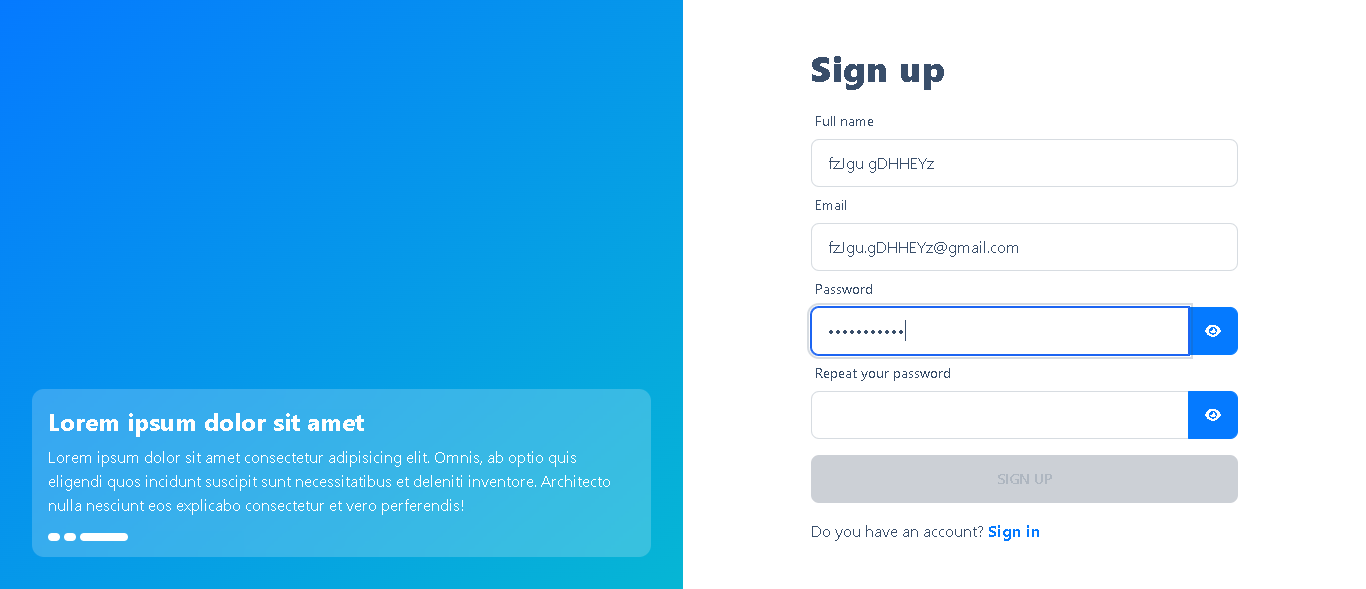 Sign up
Full name
fzJgu gDHHEYz
Email
fzJgu.gDHHEYz@gmail.com
Password
•••••••••••
Repeat your password
SIGN UP
Do you have an account? Sign in
Lorem ipsum dolor sit amet
Lorem ipsum dolor sit amet consectetur adipisicing elit. Omnis, ab optio quis
eligendi quos incidunt suscipit sunt necessitatibus et deleniti inventore. Architecto
nulla nesciunt eos explicabo consectetur et vero perferendis!